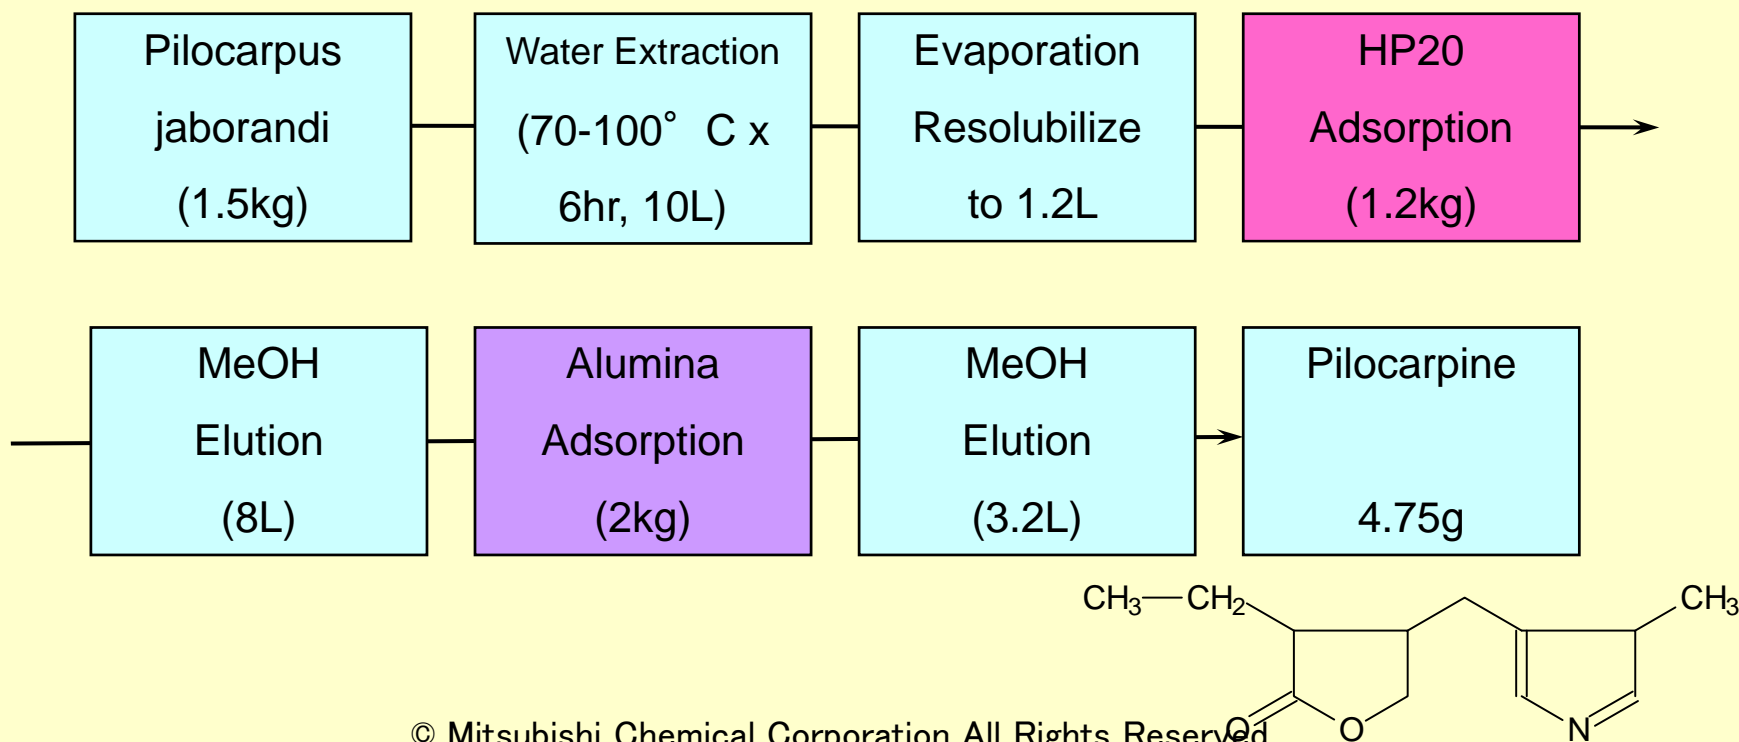 Pilocarpus
jaborandi
(1.5kg)
Water Extraction
(70-100° C x
6hr, 10L)
Evaporation
Resolubilize
to 1.2L
HP20
Adsorption
(1.2kg)
MeOH
Elution
(8L)
Alumina
Adsorption
(2kg)
MeOH
Elution
(3.2L)
Pilocarpine
4.75g
CH₃—CH₂
CH₃
O
O
N
© Mitsubishi Chemical Corporation All Rights Reserved